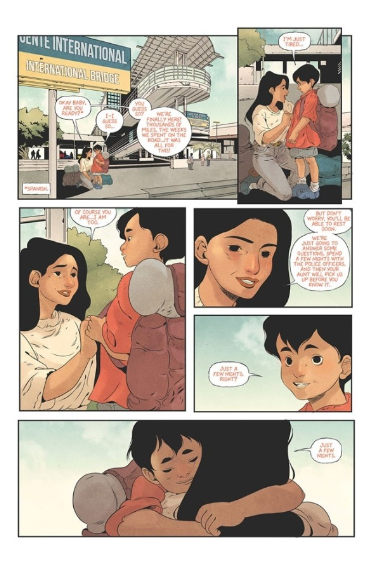 UENTE INTERNATIONAL
INTERNATIONAL BRIDGE
OKAY BABY,
ARE YOU
READY?*
I--I
GUESS
SO...
YOU
GUESS
SO?
WE'RE
FINALLY HERE!
THOUSANDS OF
MILES, THE WEEKS
WE SPENT ON
THE ROAD...IT
WAS ALL
FOR THIS!
*SPANISH.
I'M JUST
TIRED...
OF COURSE
YOU ARE...I AM
TOO.
BUT DON'T
WORRY, YOU'LL BE
ABLE TO REST
SOON.
WE'RE
JUST GOING TO
ANSWER SOME
QUESTIONS, SPEND
A FEW NIGHTS WITH
THE POLICE OFFICERS,
AND THEN YOUR
AUNT WILL PICK US
UP BEFORE YOU
KNOW IT.
JUST A
FEW NIGHTS,
RIGHT?
JUST
A FEW
NIGHTS.